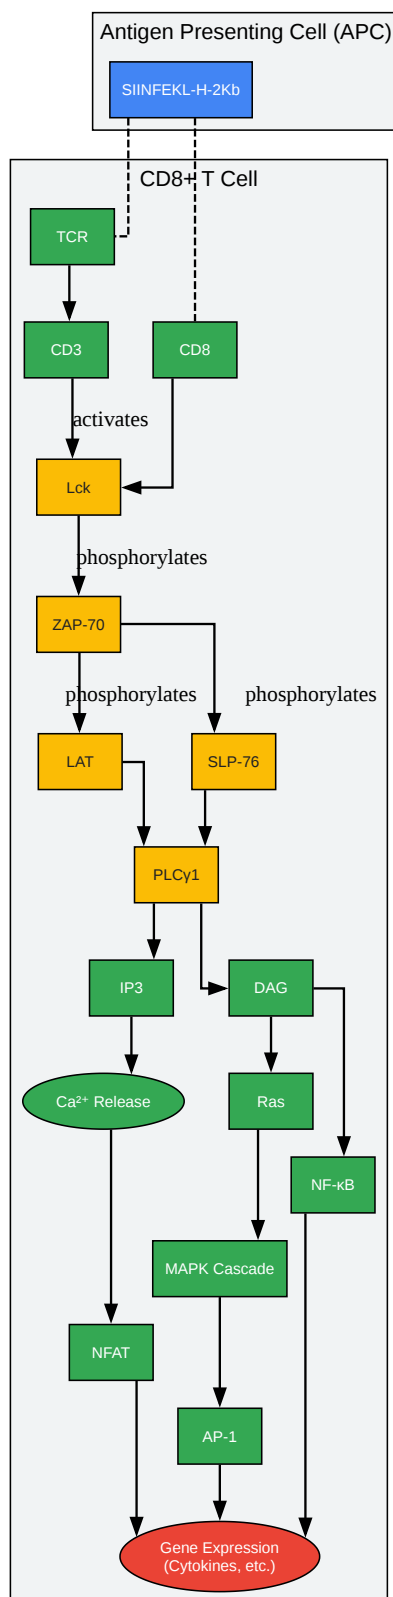 Antigen Presenting Cell (APC)
SIINFEKL-H-2Kb
CD8+ T Cell
TCR
CD3
CD8
activates
Lck
phosphorylates
ZAP-70
phosphorylates
phosphorylates
LAT
SLP-76
PLCγ1
IP3
DAG
Ca²⁺ Release
Ras
NF-κB
MAPK Cascade
NFAT
AP-1
Gene Expression
(Cytokines, etc.)